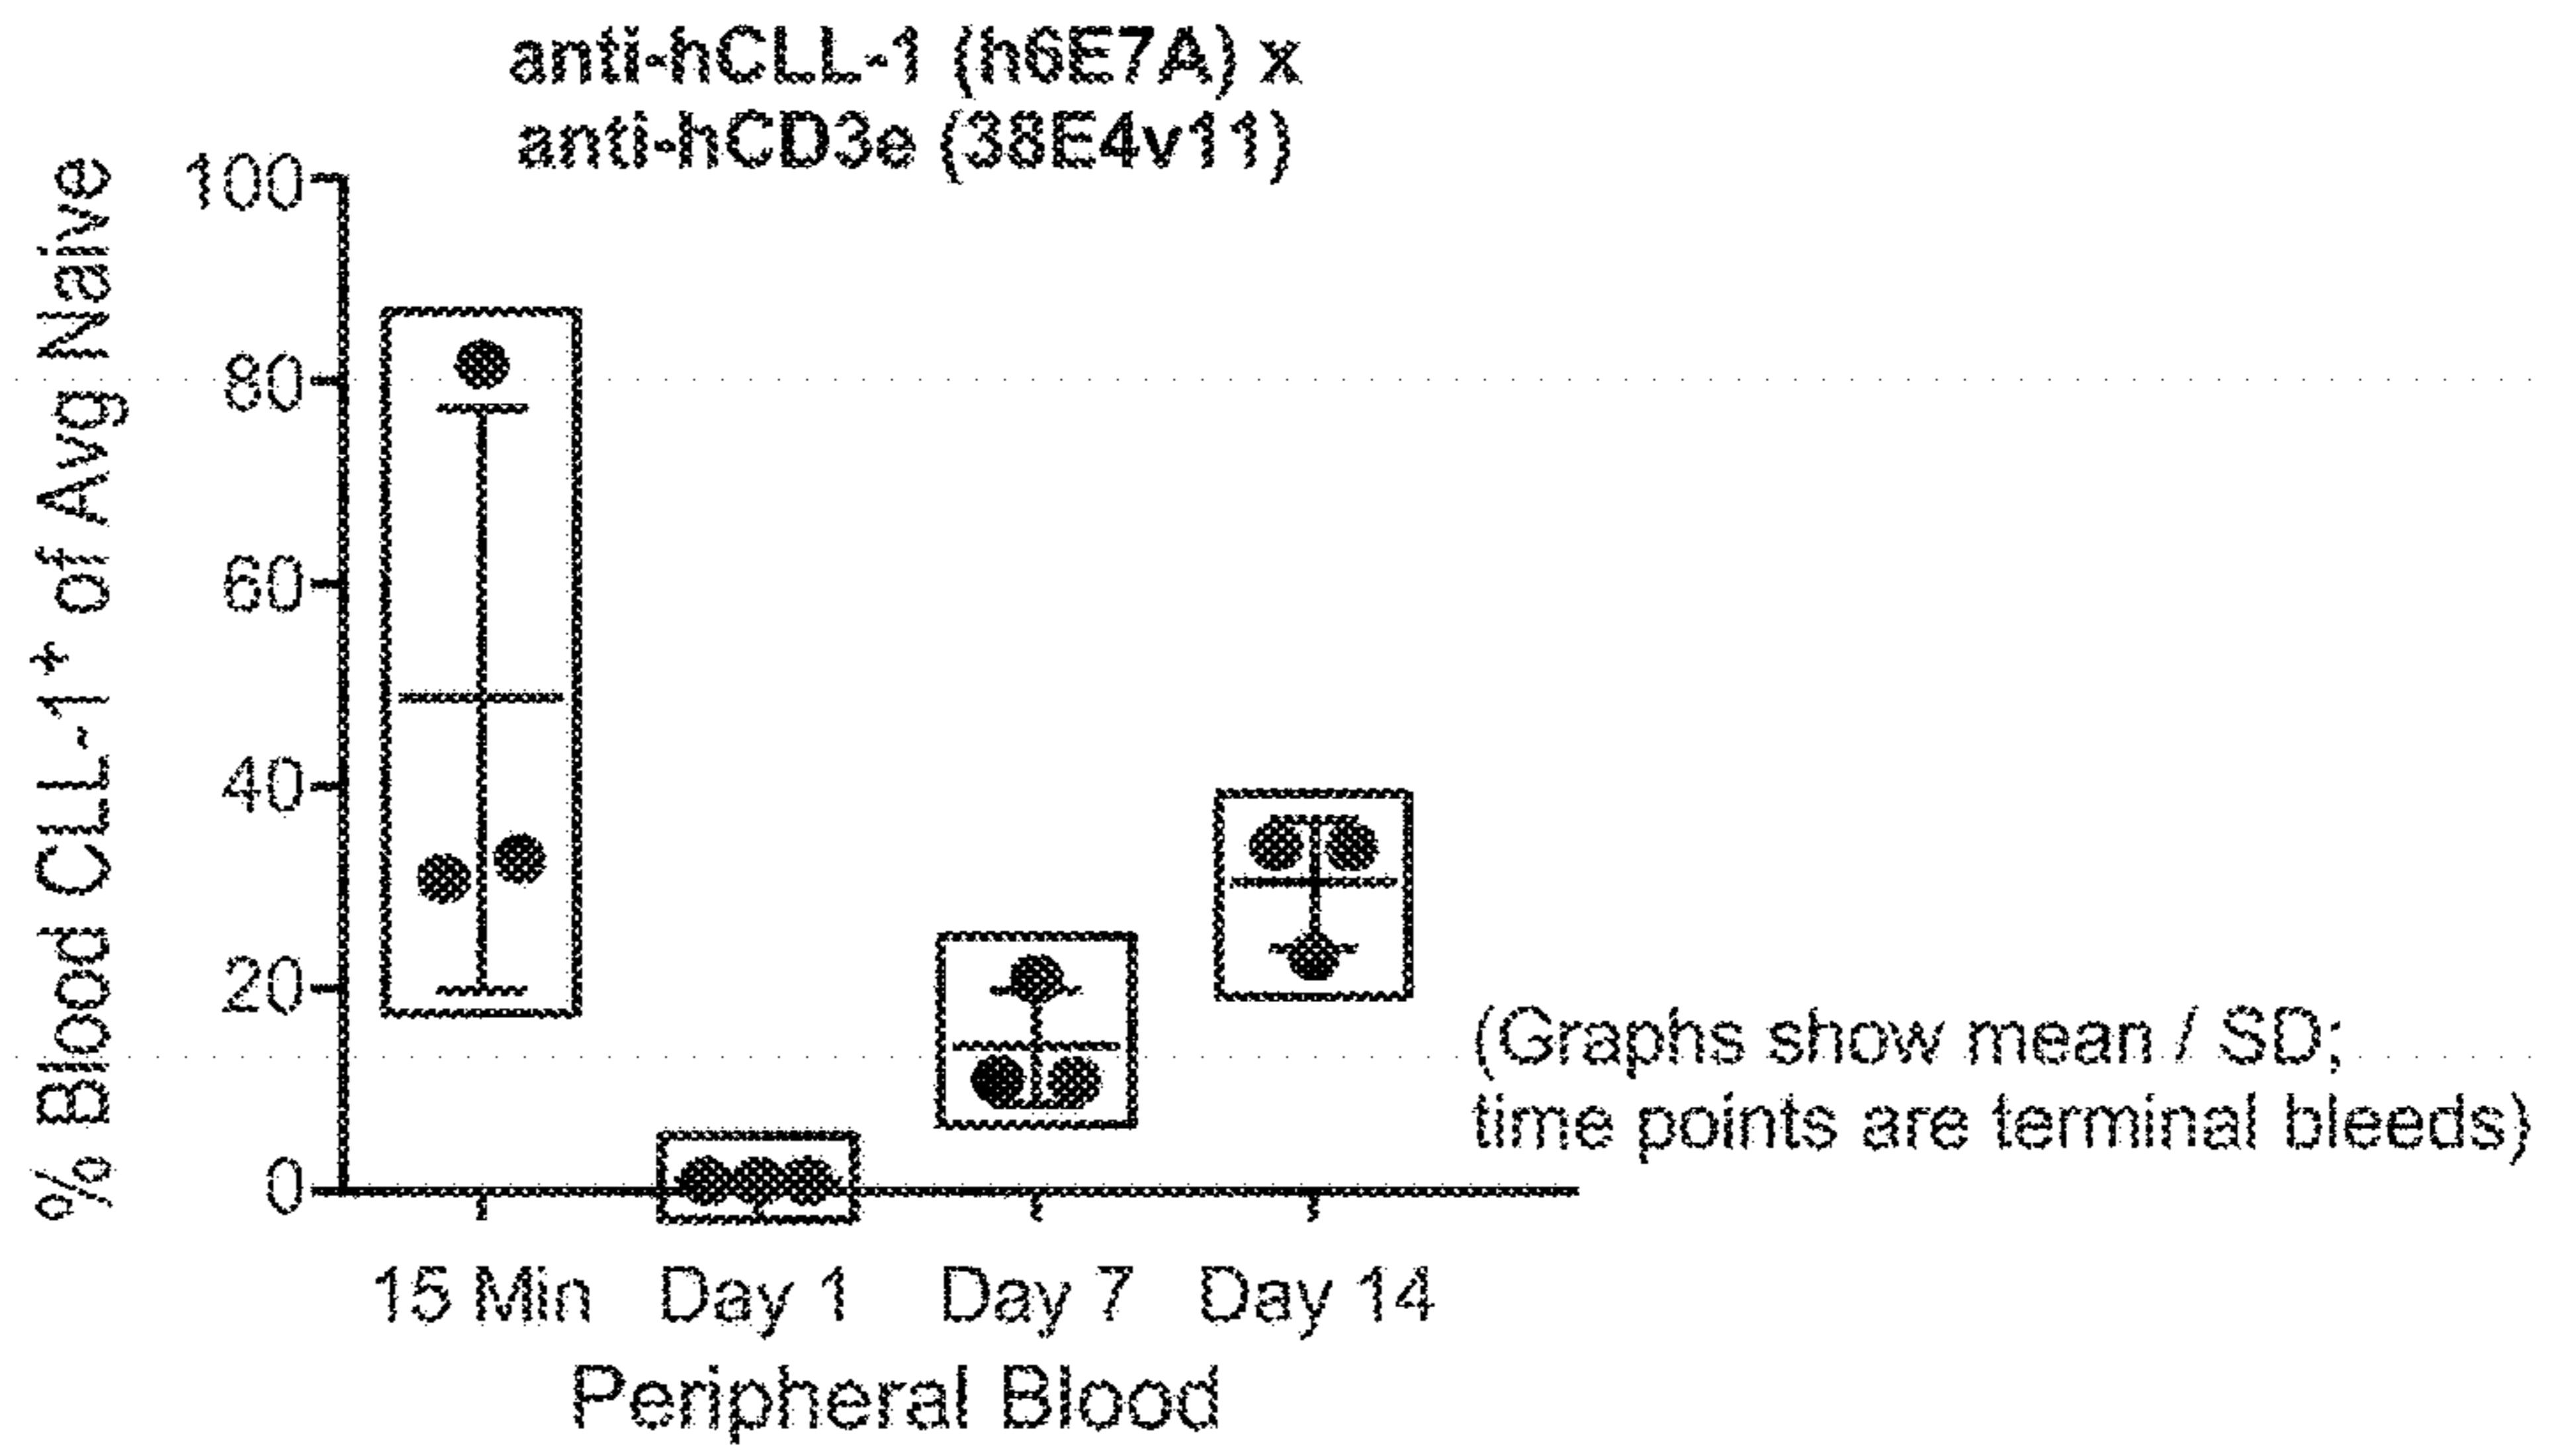 anti-hCLL-1 (h6E7A) x
anti-hCD3e (38E4v11)
% Blood CLL-1⁺ of Avg Naive
100
80
60
40
20
0
15 Min Day 1 Day 7 Day 14
Peripheral Blood
(Graphs show mean / SD;
time points are terminal bleeds)